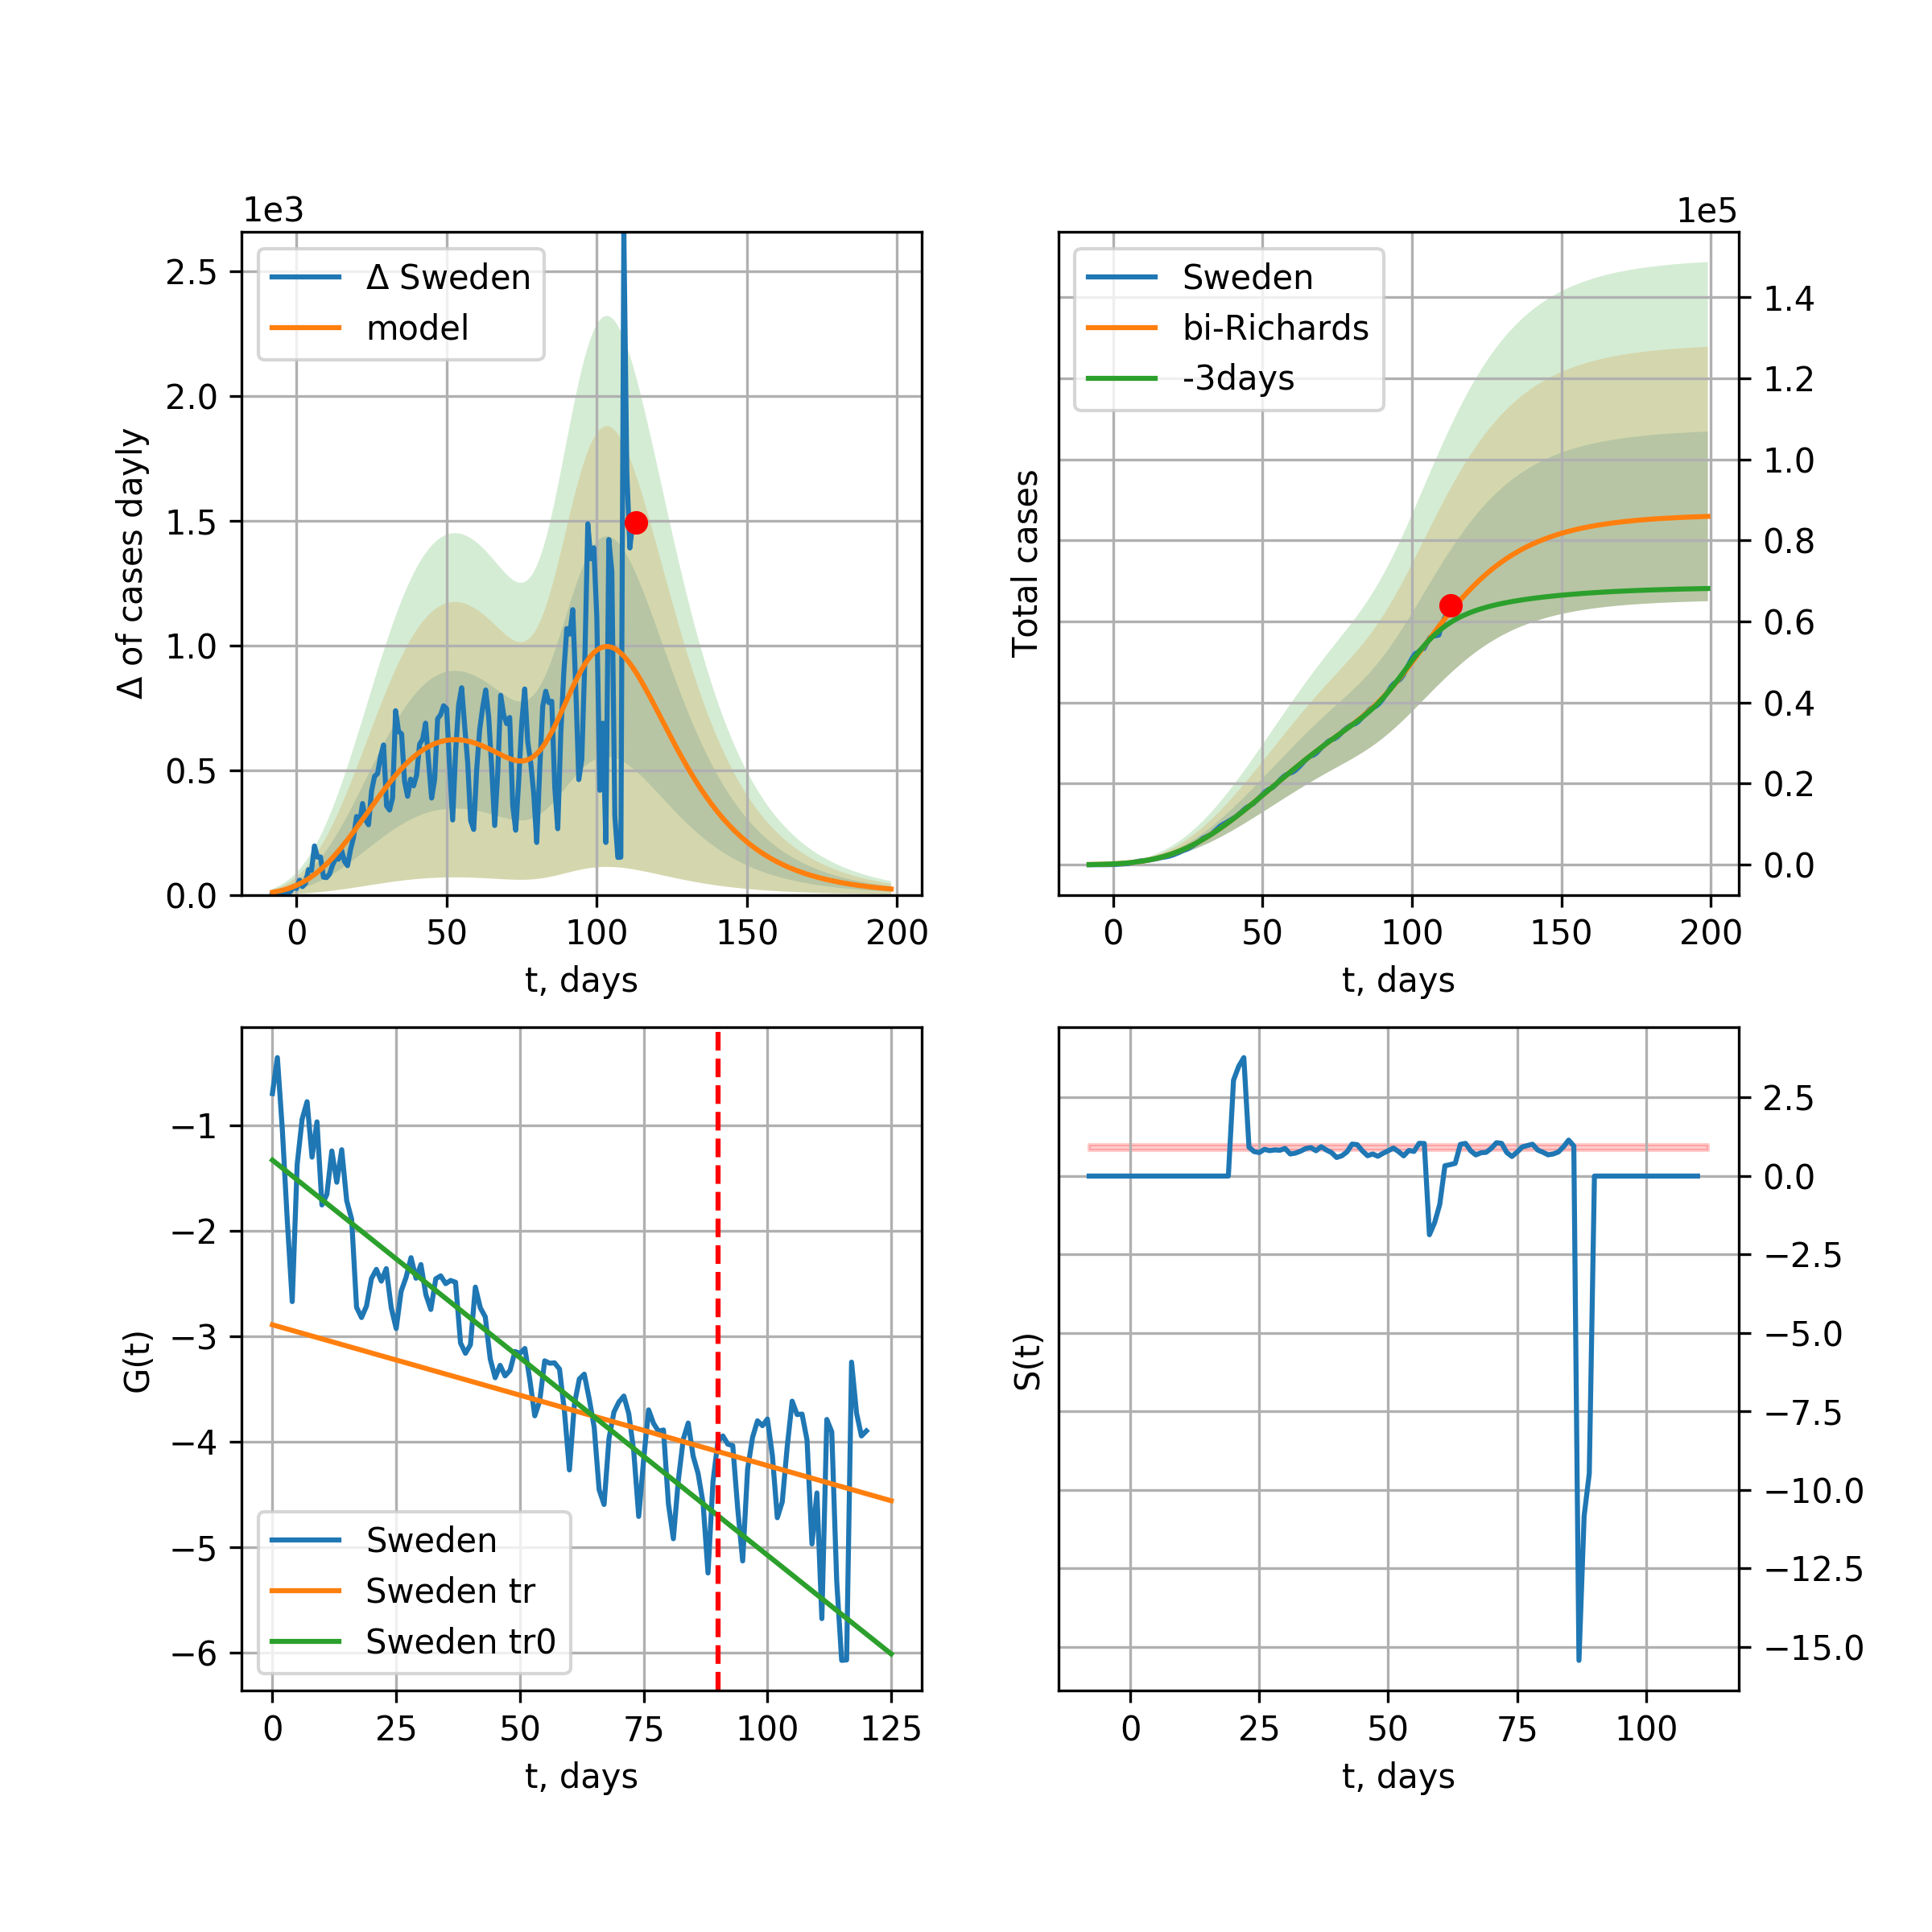 1e3
Δ of cases dayly
2.5
2.0
1.5
1.0
0.5
0.0
Δ Sweden
model
0 50 100 150 200
t, days
1e5
Total cases
Sweden
bi-Richards
-3days
1.4
1.2
1.0
0.8
0.6
0.4
0.2
0.0
0 50 100 150 200
t, days
G(t)
−1
−2
−3
−4
−5
−6
Sweden
Sweden tr
Sweden tr0
0 25 50 75 100 125
t, days
S(t)
2.5
0.0
−2.5
−5.0
−7.5
−10.0
−12.5
−15.0
0 25 50 75 100
t, days